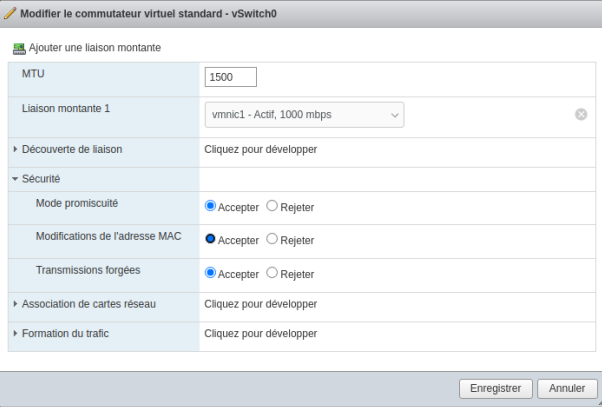 Modifier le commutateur virtuel standard - vSwitch0
Ajouter une liaison montante
MTU 1500
Liaison montante 1 vmnic1 - Actif, 1000 mbps
Découverte de liaison Cliquez pour développer
Sécurité
Mode promiscuité Accepter Rejeter
Modifications de l'adresse MAC Accepter Rejeter
Transmissions forgées Accepter Rejeter
Association de cartes réseau Cliquez pour développer
Formation du trafic Cliquez pour développer
Enregistrer Annuler